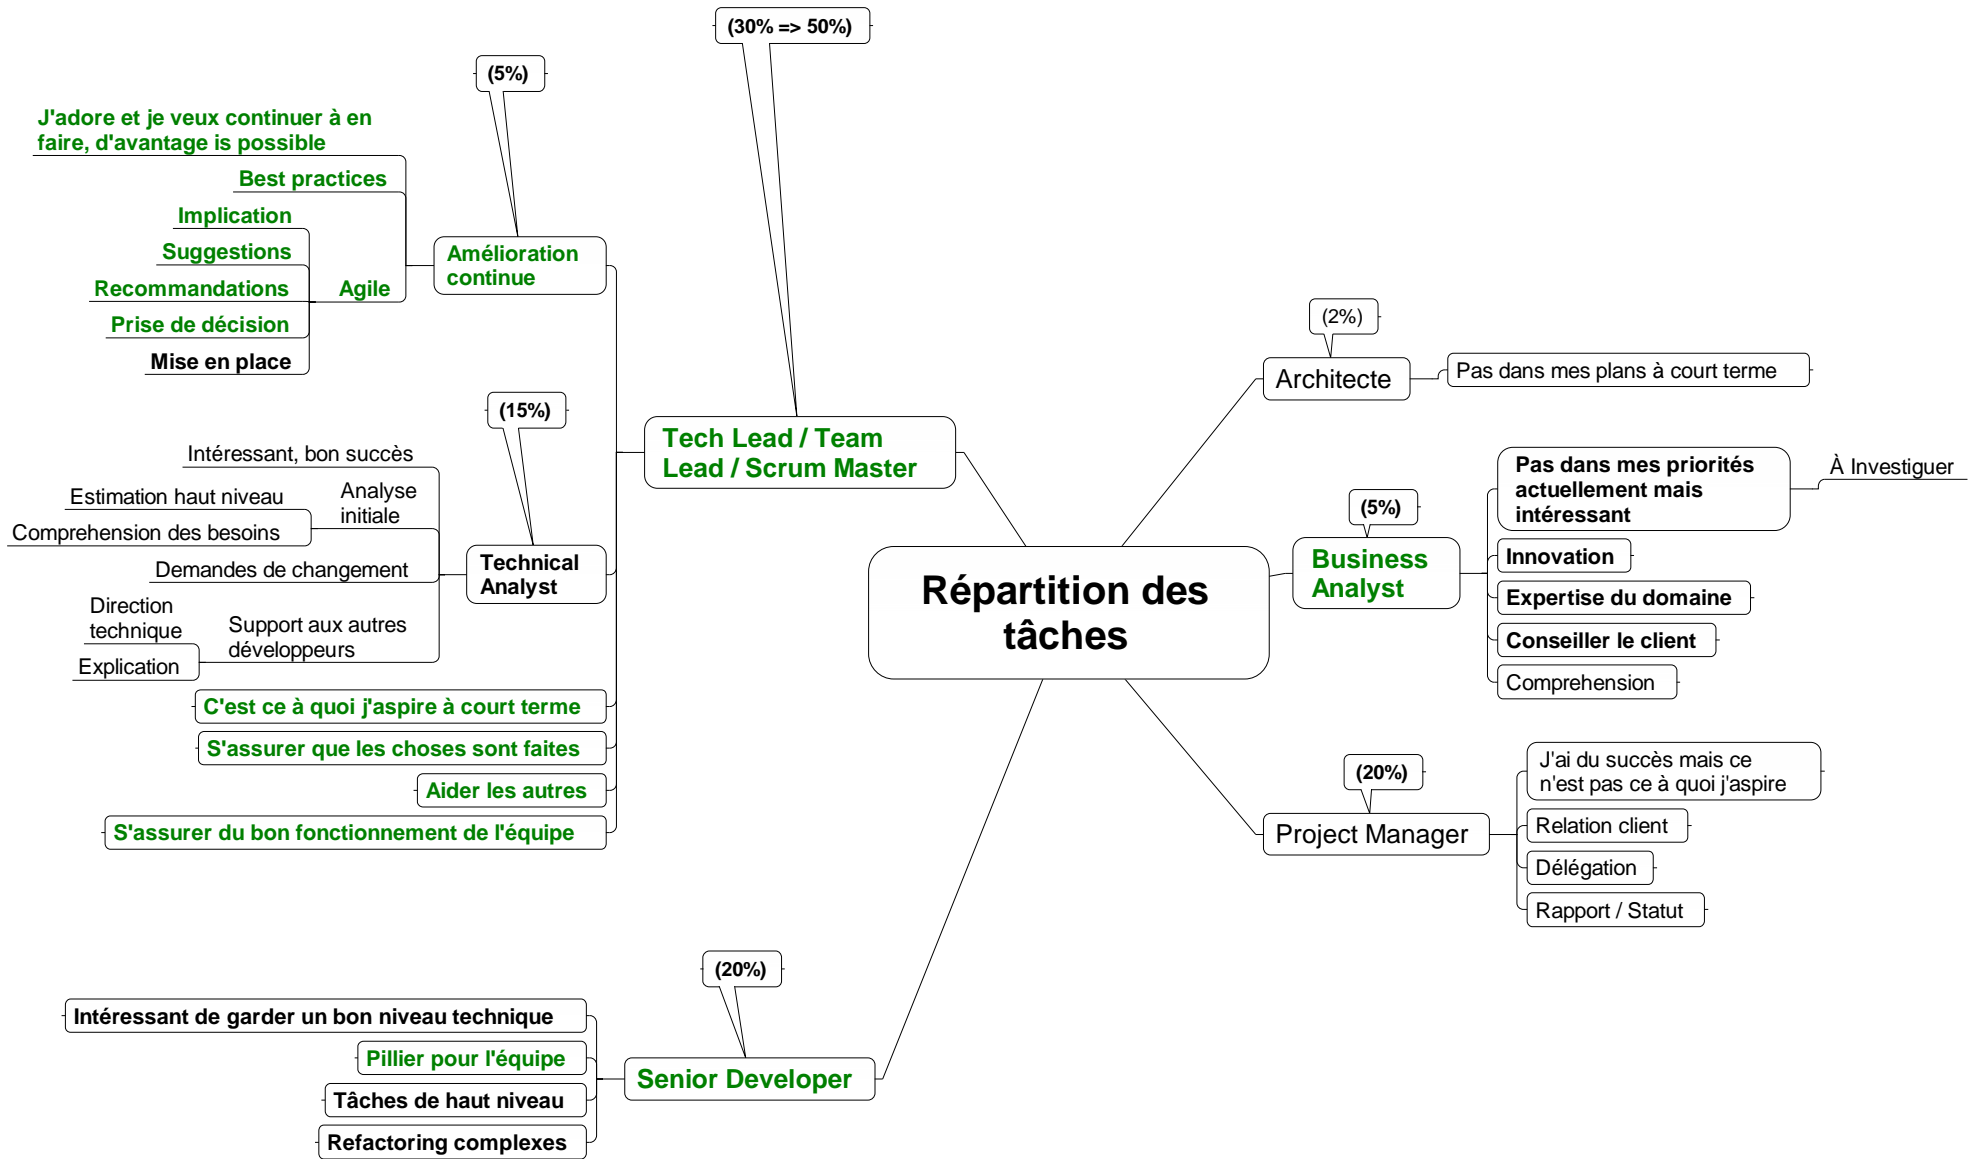 (30% => 50%)
(5%)
J'adore et je veux continuer à en
faire, d'avantage is possible
Best practices
Implication
Suggestions
Recommandations
Prise de décision
Mise en place
Agile
Amélioration
continue
(15%)
Intéressant, bon succès
Estimation haut niveau
Comprehension des besoins
Analyse
initiale
Demandes de changement
Direction
technique
Explication
Support aux autres
développeurs
Technical
Analyst
C'est ce à quoi j'aspire à court terme
S'assurer que les choses sont faites
Aider les autres
S'assurer du bon fonctionnement de l'équipe
Tech Lead / Team
Lead / Scrum Master
(20%)
Intéressant de garder un bon niveau technique
Pillier pour l'équipe
Tâches de haut niveau
Refactoring complexes
Senior Developer
Répartition des
tâches
(2%)
Architecte
Pas dans mes plans à court terme
(5%)
Business
Analyst
Pas dans mes priorités
actuellement mais
intéressant
À Investiguer
Innovation
Expertise du domaine
Conseiller le client
Comprehension
(20%)
Project Manager
J'ai du succès mais ce
n'est pas ce à quoi j'aspire
Relation client
Délégation
Rapport / Statut